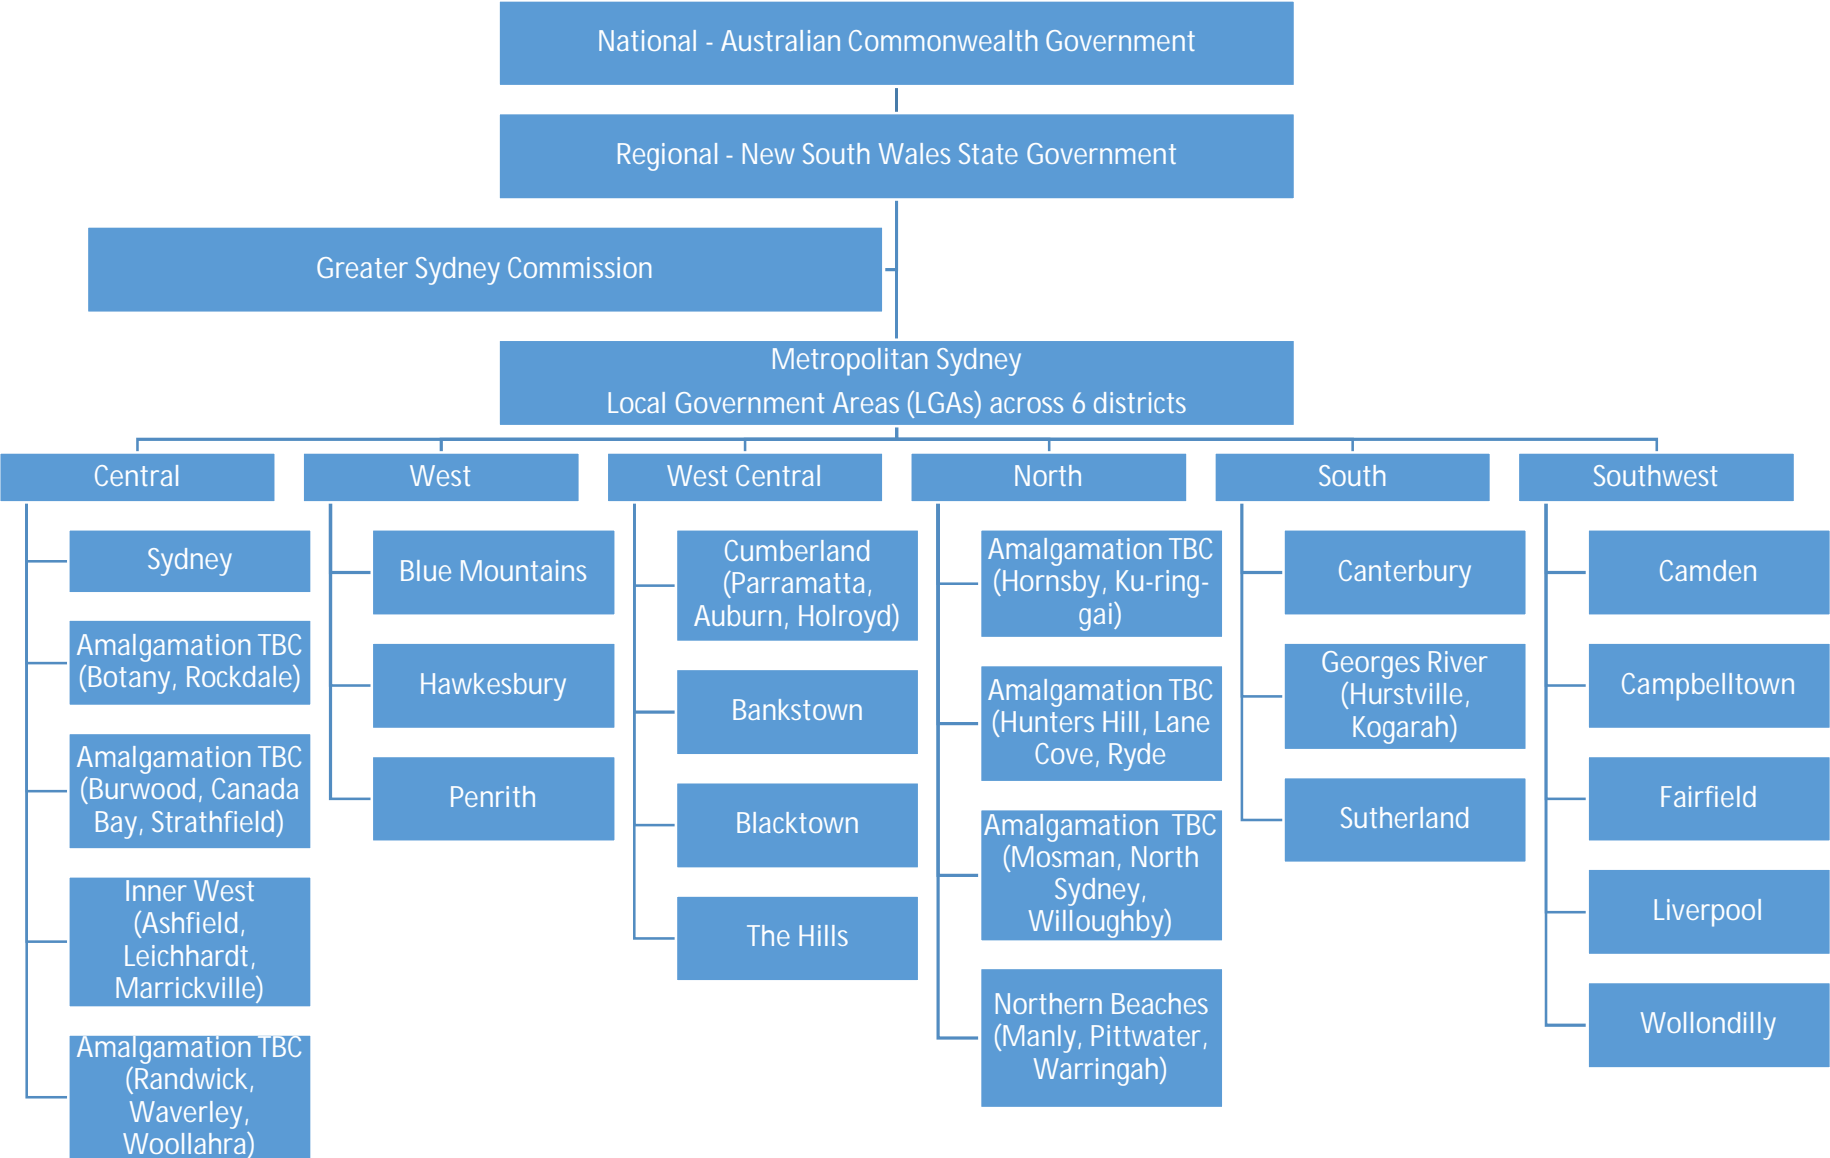 National - Australian Commonwealth Government
Regional - New South Wales State Government
Greater Sydney Commission
Metropolitan Sydney
Local Government Areas (LGAs) across 6 districts
Central
Sydney
Amalgamation TBC
(Botany, Rockdale)
Amalgamation TBC
(Burwood, Canada
Bay, Strathfield)
Inner West
(Ashfield,
Leichhardt,
Marrickville)
Amalgamation TBC
(Randwick,
Waverley,
Woollahra)
West
Blue Mountains
Hawkesbury
Penrith
West Central
Cumberland
(Parramatta,
Auburn, Holroyd)
Bankstown
Blacktown
The Hills
North
Amalgamation TBC
(Hornsby, Ku-ring-
gai)
Amalgamation TBC
(Hunters Hill, Lane
Cove, Ryde
Amalgamation TBC
(Mosman, North
Sydney,
Willoughby)
Northern Beaches
(Manly, Pittwater,
Warringah)
South
Canterbury
Georges River
(Hurstville,
Kogarah)
Sutherland
Southwest
Camden
Campbelltown
Fairfield
Liverpool
Wollondilly